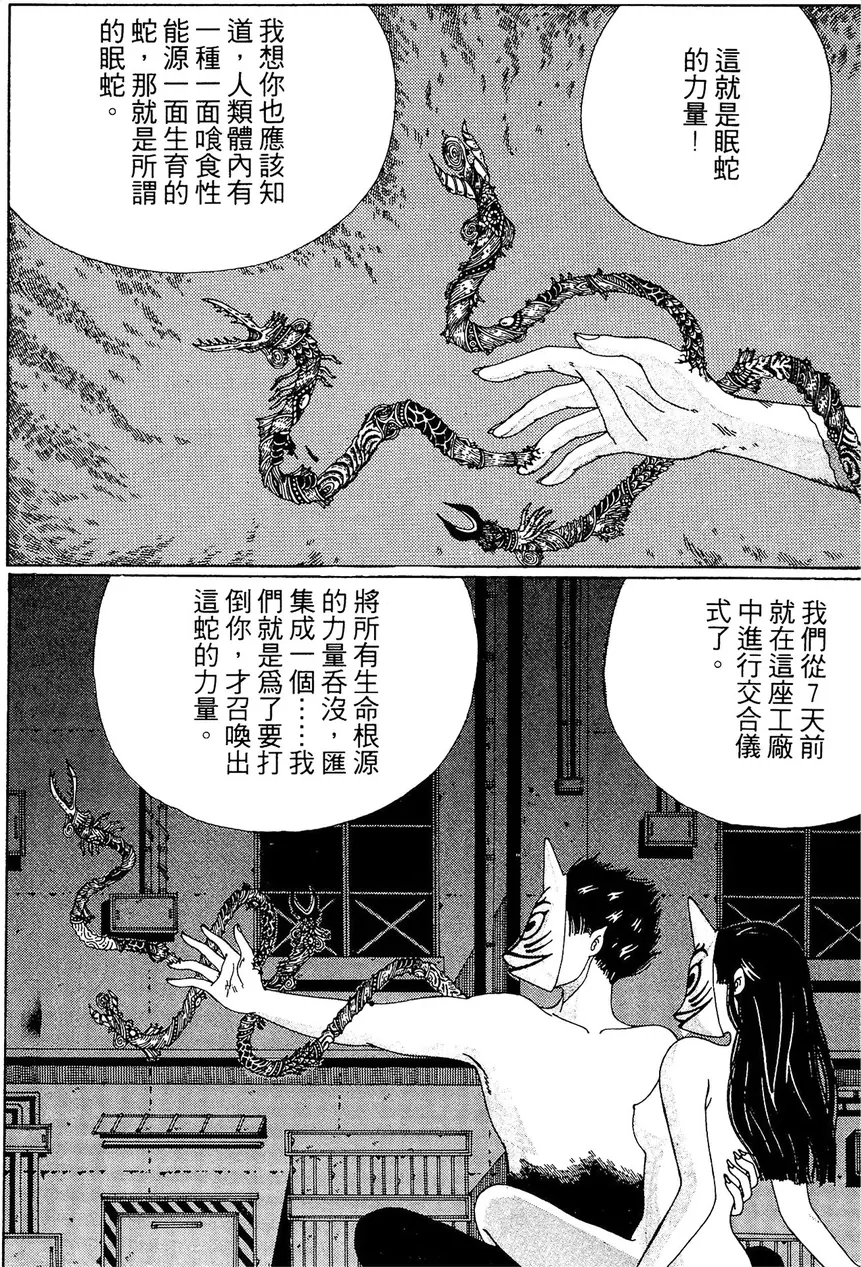 這就是眠蛇
的力量！
我想你也應該知
道，人類體內有
一種一面喰食性
能源一面生育的
蛇，那就是所謂
的眠蛇。
我們從7天前
就在這座工廠
中進行交合儀
式了。
將所有生命根源
的力量吞沒，匯
集成一個……我
們就是爲了要打
倒你，才召喚出
這蛇的力量。